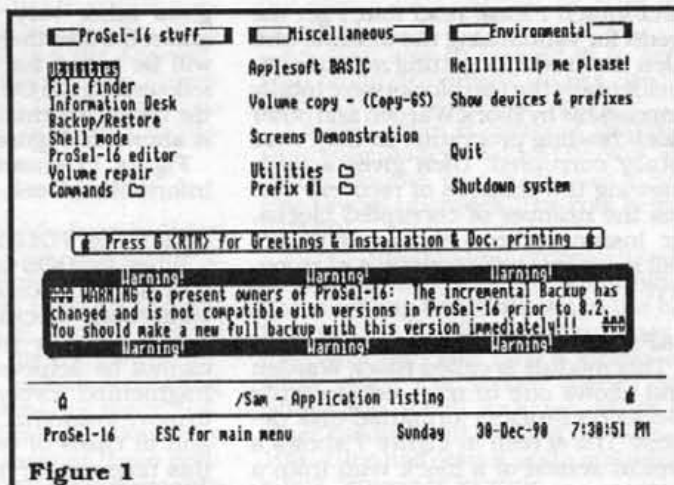 ProSel-16 stuff Miscellaneous Environmental
Utilities
File Finder
Information Desk
Backup/Restore
Shell mode
ProSel-16 editor
Volume repair
Commands
Applesoft BASIC
Volume copy - (Copy-GS)
Screens Demonstration
Utilities
Prefix 01
Hellllllllp me please!
Show devices & prefixes
Quit
Shutdown system
Press G <RTN> for Greetings & Installation & Doc. printing
Warning! Warning! Warning!
WARNING to present owners of ProSel-16: The incremental Backup has
changed and is not compatible with versions in ProSel-16 prior to 8.2.
You should make a new full backup with this version immediately!!!
Warning! Warning! Warning!
/Sam - Application listing
ProSel-16 ESC for main menu Sunday 30-Dec-90 7:30:51 PM
Figure 1